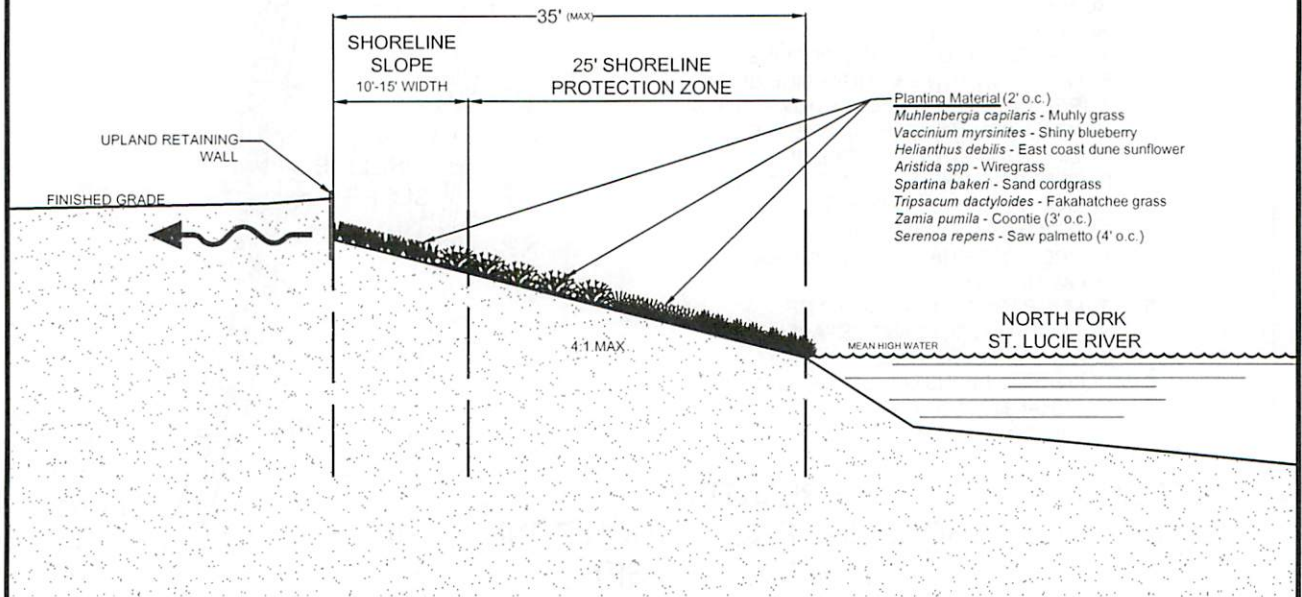 35' (MAX)
SHORELINE
SLOPE
10'-15' WIDTH
25' SHORELINE
PROTECTION ZONE
UPLAND RETAINING
WALL
FINISHED GRADE
Planting Material (2' o.c.)
Muhlenbergia capilaris - Muhly grass
Vaccinium myrsinites - Shiny blueberry
Helianthus debilis - East coast dune sunflower
Aristida spp - Wiregrass
Spartina bakeri - Sand cordgrass
Tripsacum dactyloides - Fakahatchee grass
Zamia pumila - Coontie (3' o.c.)
Serenoa repens - Saw palmetto (4' o.c.)
4:1 MAX
MEAN HIGH WATER
NORTH FORK
ST. LUCIE RIVER